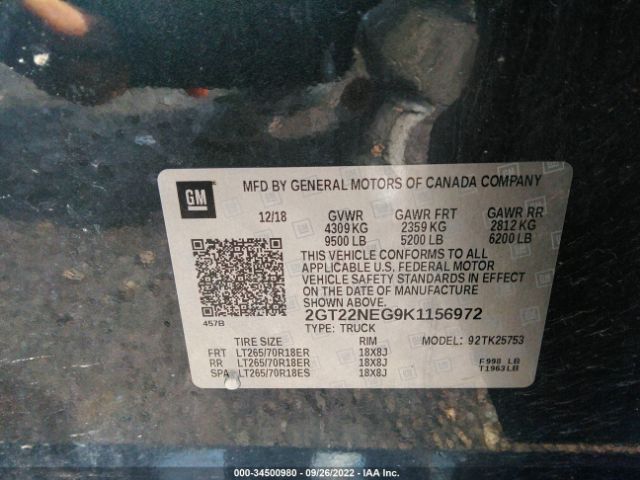 GM
MFD BY GENERAL MOTORS OF CANADA COMPANY
12/18 GVWR GAWR FRT GAWR RR
4309 KG 2359 KG 2812 KG
9500 LB 5200 LB 6200 LB
THIS VEHICLE CONFORMS TO ALL
APPLICABLE U.S. FEDERAL MOTOR
VEHICLE SAFETY STANDARDS IN EFFECT
ON THE DATE OF MANUFACTURE
SHOWN ABOVE.
457B
2GT22NEG9K1156972
TYPE: TRUCK
TIRE SIZE RIM MODEL: 92TK25753
FRT LT265/70R18ER 18X8J
RR LT265/70R18ER 18X8J
SPA LT265/70R18ES 18X8J
F998 LB
T1963LB
000-34500980 - 09/26/2022 - IAA Inc.